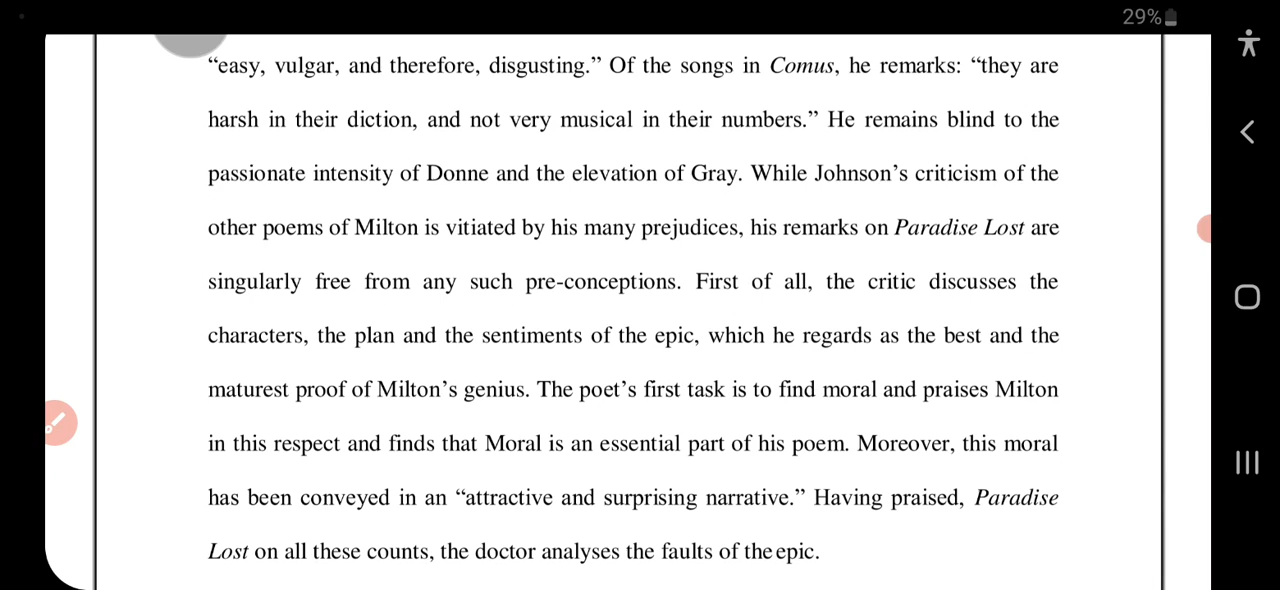 29%
“easy, vulgar, and therefore, disgusting.” Of the songs in Comus, he remarks: “they are
harsh in their diction, and not very musical in their numbers.” He remains blind to the
passionate intensity of Donne and the elevation of Gray. While Johnson’s criticism of the
other poems of Milton is vitiated by his many prejudices, his remarks on Paradise Lost are
singularly free from any such pre-conceptions. First of all, the critic discusses the
characters, the plan and the sentiments of the epic, which he regards as the best and the
maturest proof of Milton’s genius. The poet’s first task is to find moral and praises Milton
in this respect and finds that Moral is an essential part of his poem. Moreover, this moral
has been conveyed in an “attractive and surprising narrative.” Having praised, Paradise
Lost on all these counts, the doctor analyses the faults of the epic.